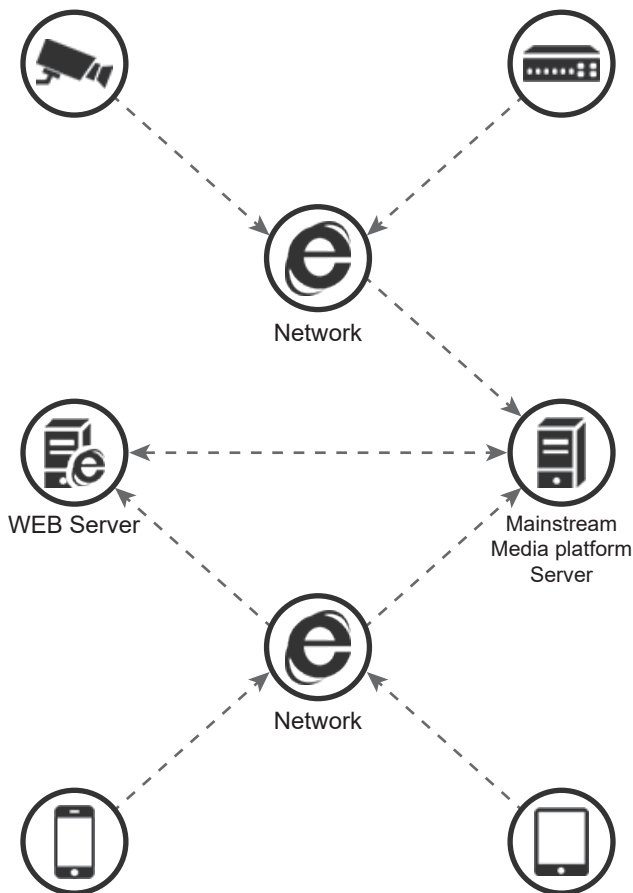 Network
WEB Server
Mainstream
Media platform
Server
Network